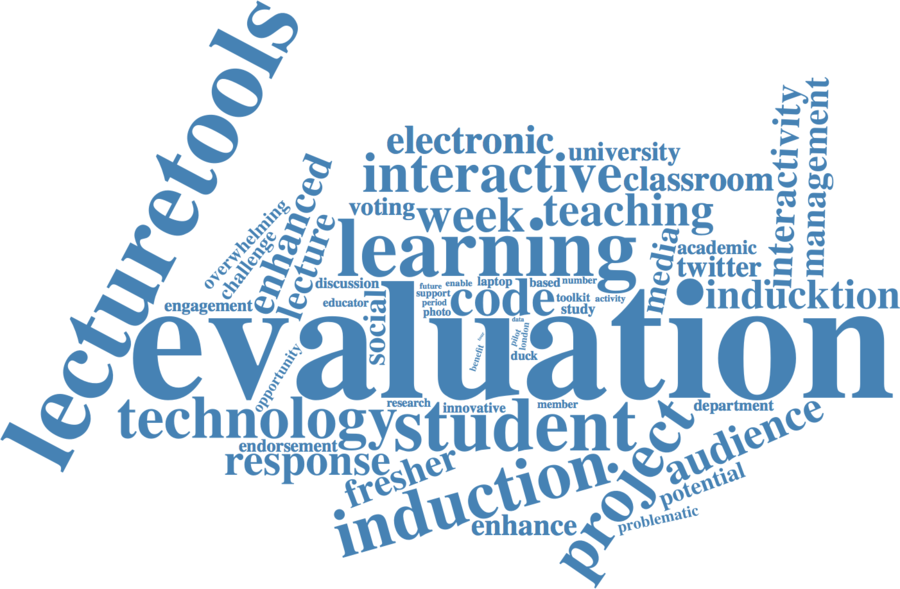 lecturetools
electronic
university
interactive
classroom
interactivity
management
voting
week
teaching
overwhelming
challenge
enhanced
lecture
learning
media
academic
twitter
discussion
future
enable
laptop
based
number
indücktion
engagement
educator
social
support
period
photo
code
toolkit
activity
study
evaluation
opportunity
benefit
data
pilot
london
duck
technology
research
innovative
member
student
department
endorsement
response
fresher
induction
enhance
project
audience
potential
problematic